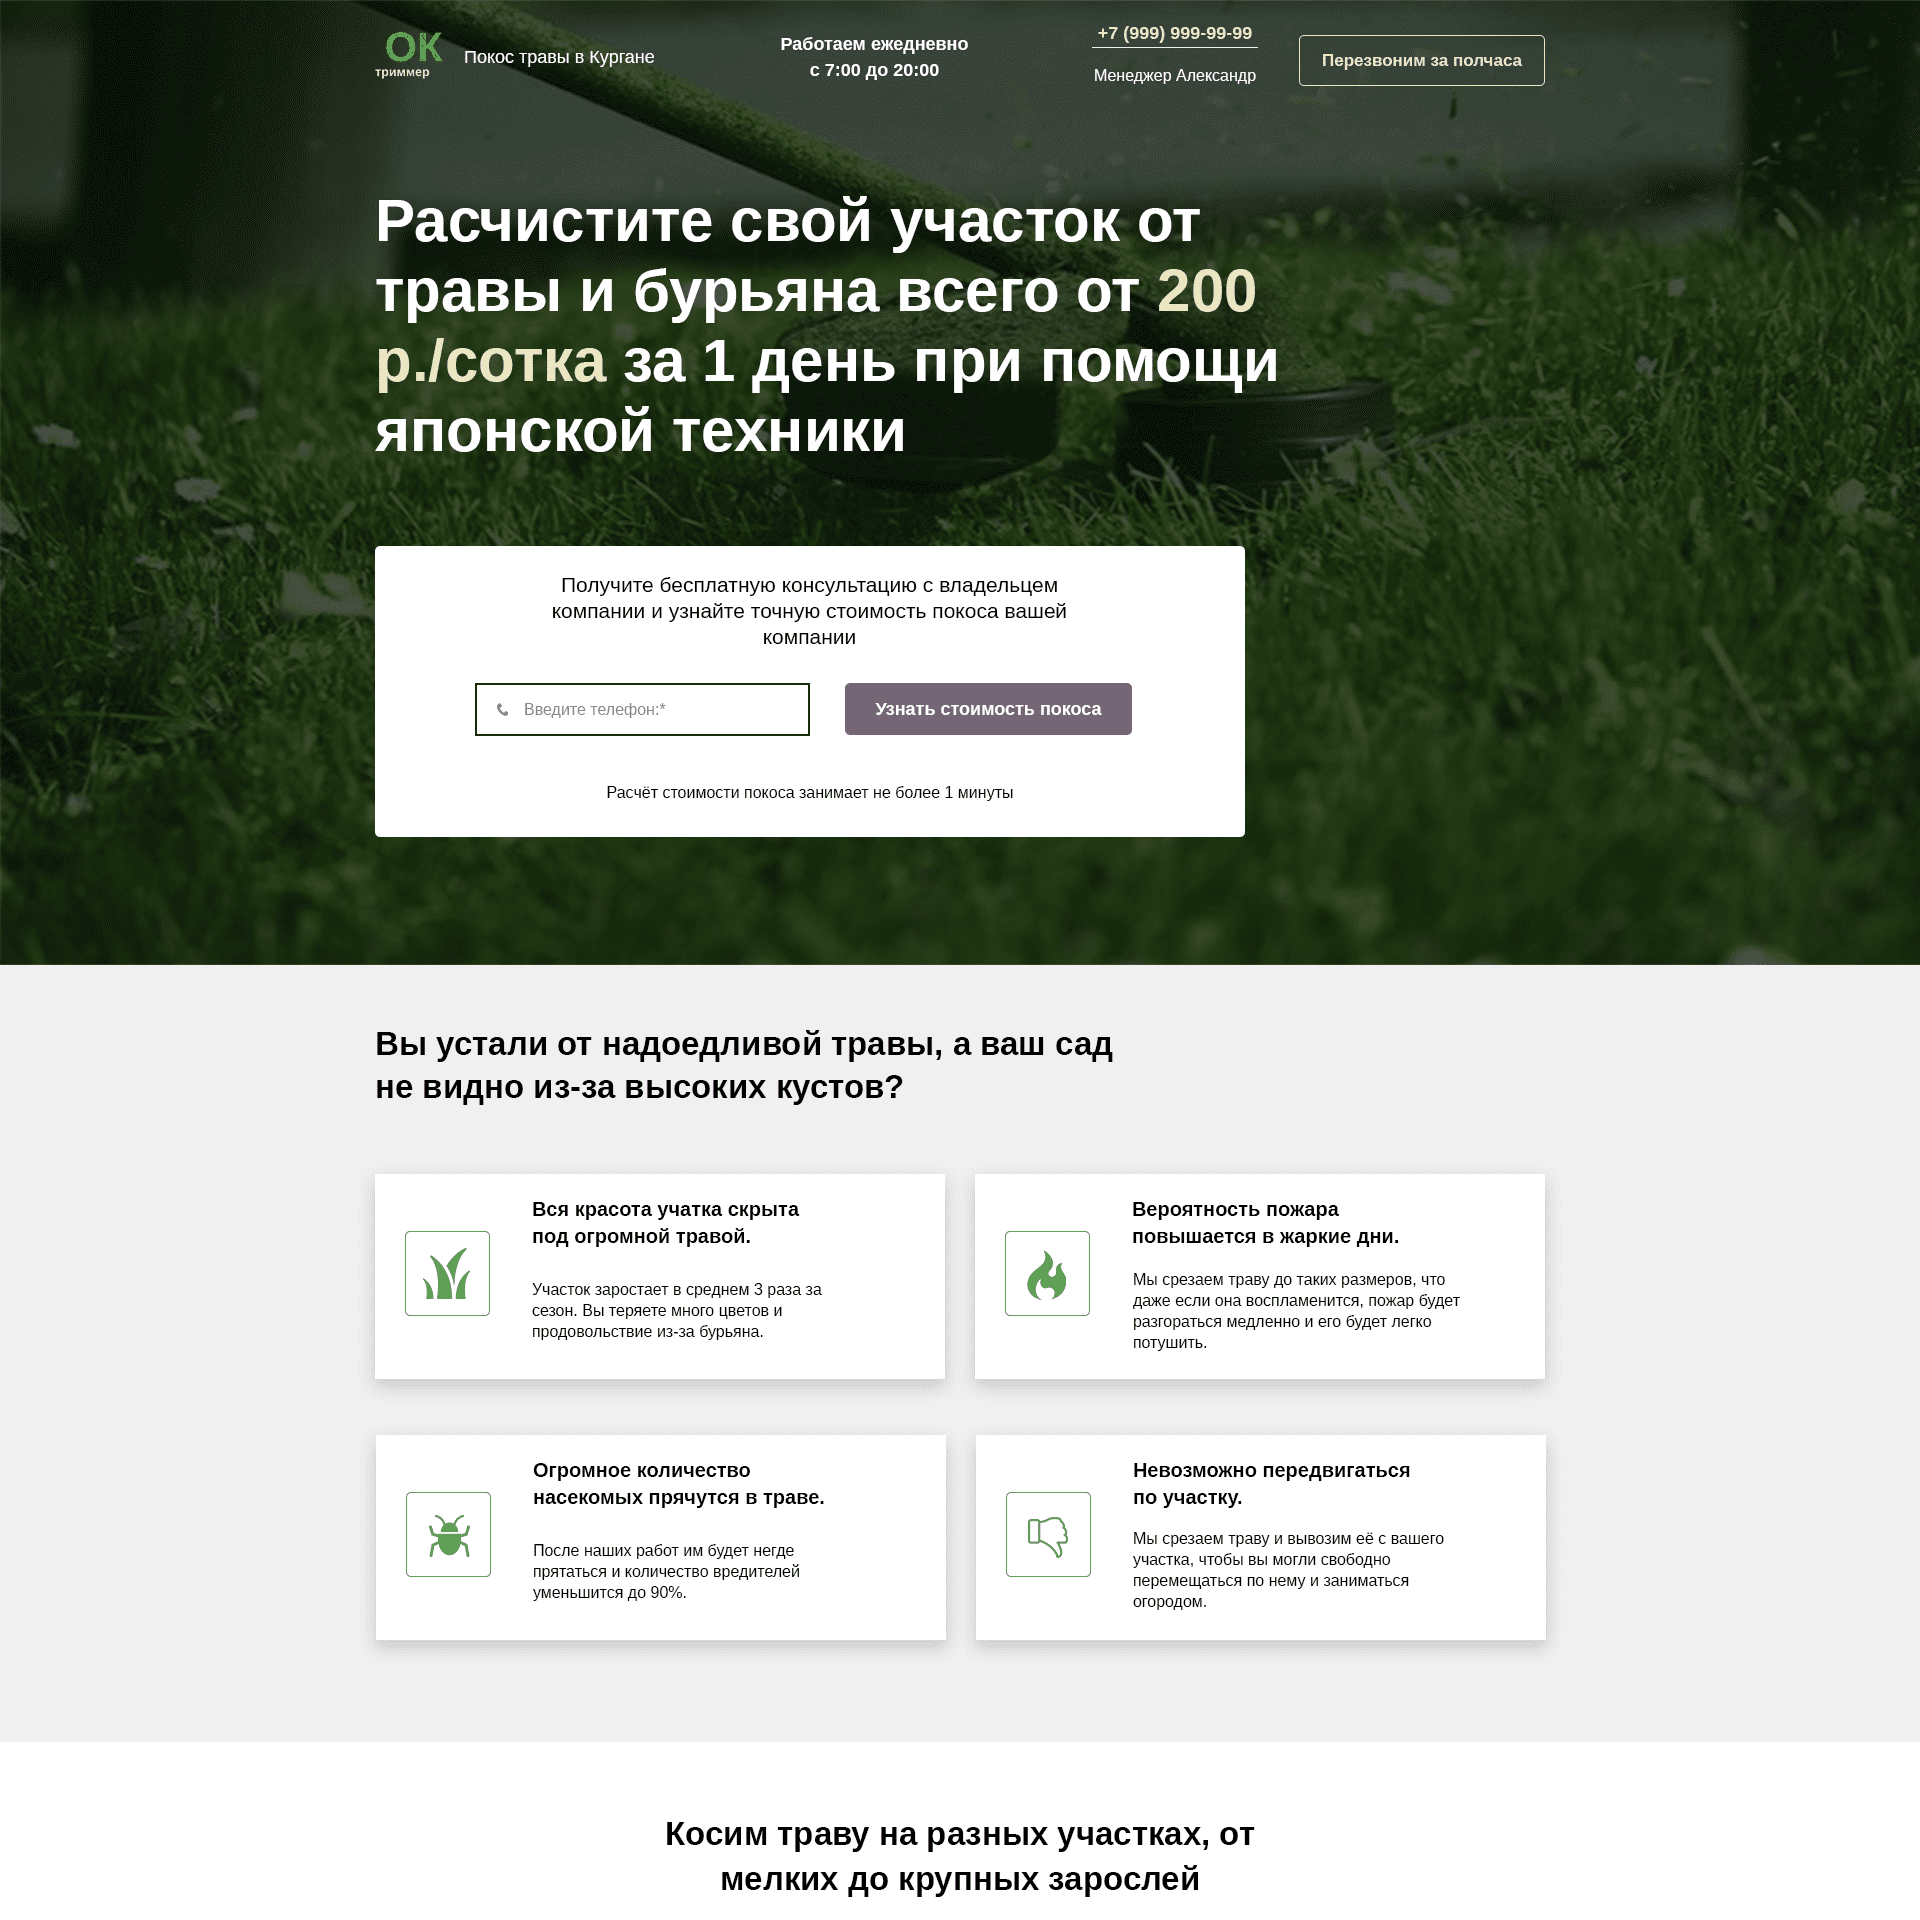 ОК
триммер
Покос травы в Кургане
Работаем ежедневно
с 7:00 до 20:00
+7 (999) 999-99-99
Менеджер Александр
Перезвоним за полчаса
Расчистите свой участок от
травы и бурьяна всего от 200
р./сотка за 1 день при помощи
японской техники
Получите бесплатную консультацию с владельцем
компании и узнайте точную стоимость покоса вашей
компании
Введите телефон:*
Узнать стоимость покоса
Расчёт стоимости покоса занимает не более 1 минуты
Вы устали от надоедливой травы, а ваш сад
не видно из-за высоких кустов?
Вся красота учатка скрыта
под огромной травой.
Участок заростает в среднем 3 раза за
сезон. Вы теряете много цветов и
продовольствие из-за бурьяна.
Вероятность пожара
повышается в жаркие дни.
Мы срезаем траву до таких размеров, что
даже если она воспламенится, пожар будет
разгораться медленно и его будет легко
потушить.
Огромное количество
насекомых прячутся в траве.
После наших работ им будет негде
прятаться и количество вредителей
уменьшится до 90%.
Невозможно передвигаться
по участку.
Мы срезаем траву и вывозим её с вашего
участка, чтобы вы могли свободно
перемещаться по нему и заниматься
огородом.
Косим траву на разных участках, от
мелких до крупных зарослей